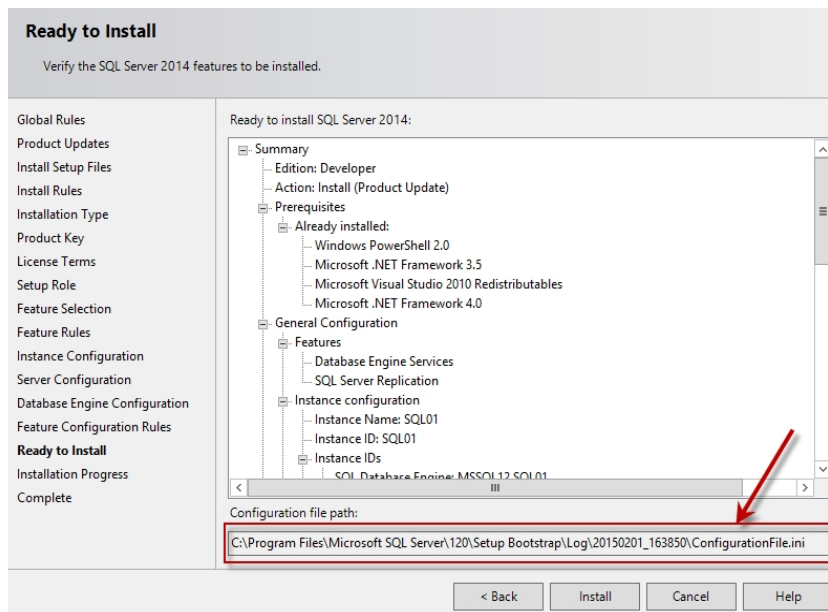 Ready to Install
Verify the SQL Server 2014 features to be installed.
Global Rules
Product Updates
Install Setup Files
Install Rules
Installation Type
Product Key
License Terms
Setup Role
Feature Selection
Feature Rules
Instance Configuration
Server Configuration
Database Engine Configuration
Feature Configuration Rules
Ready to Install
Installation Progress
Complete
Ready to install SQL Server 2014:
Summary
Edition: Developer
Action: Install (Product Update)
Prerequisites
Already installed:
Windows PowerShell 2.0
Microsoft .NET Framework 3.5
Microsoft Visual Studio 2010 Redistributables
Microsoft .NET Framework 4.0
General Configuration
Features
Database Engine Services
SQL Server Replication
Instance configuration
Instance Name: SQL01
Instance ID: SQL01
Instance IDs
SQL Database Engine: MSSQL12.SQL01
Configuration file path:
C:\Program Files\Microsoft SQL Server\120\Setup Bootstrap\Log\20150201_163850\ConfigurationFile.ini
< Back
Install
Cancel
Help